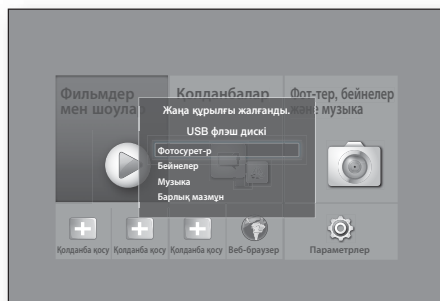 Фильмдер
мен шоулар
Қолданбалар
Фот-тер, бейнелер
және музыка
Жаңа құрылғы жалғанды.
USB флэш дискі
Фотосурет-р
Бейнелер
Музыка
Барлық мазмұн
Қолданба қосу
Қолданба қосу
Қолданба қосу
Веб-браузер
Параметрлер